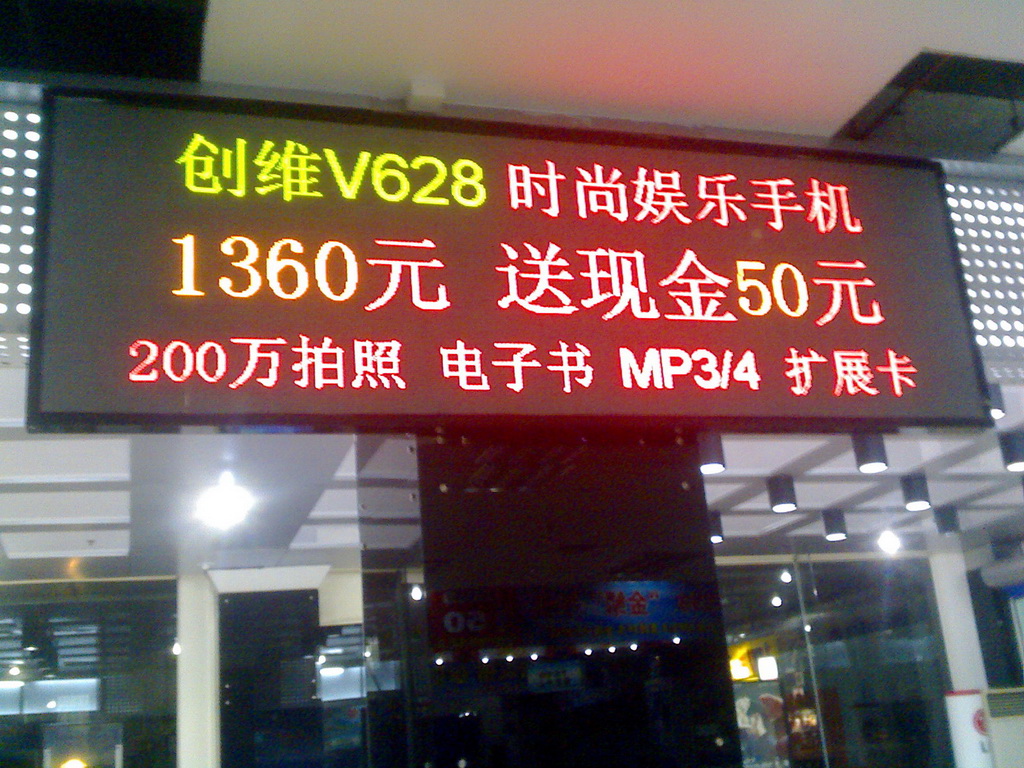 创维V628 时尚娱乐手机
1360元 送现金50元
200万拍照 电子书 MP3/4 扩展卡